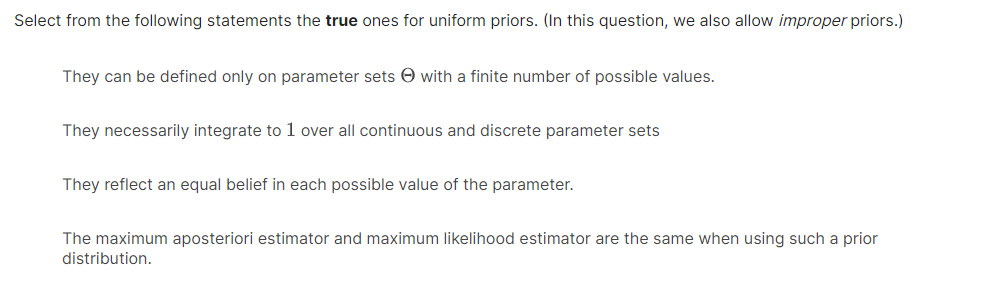 Select from the following statements the true ones for uniform priors. (In this question, we also allow improper priors.)
They can be defined only on parameter sets Θ with a finite number of possible values.
They necessarily integrate to 1 over all continuous and discrete parameter sets
They reflect an equal belief in each possible value of the parameter.
The maximum aposteriori estimator and maximum likelihood estimator are the same when using such a prior
distribution.